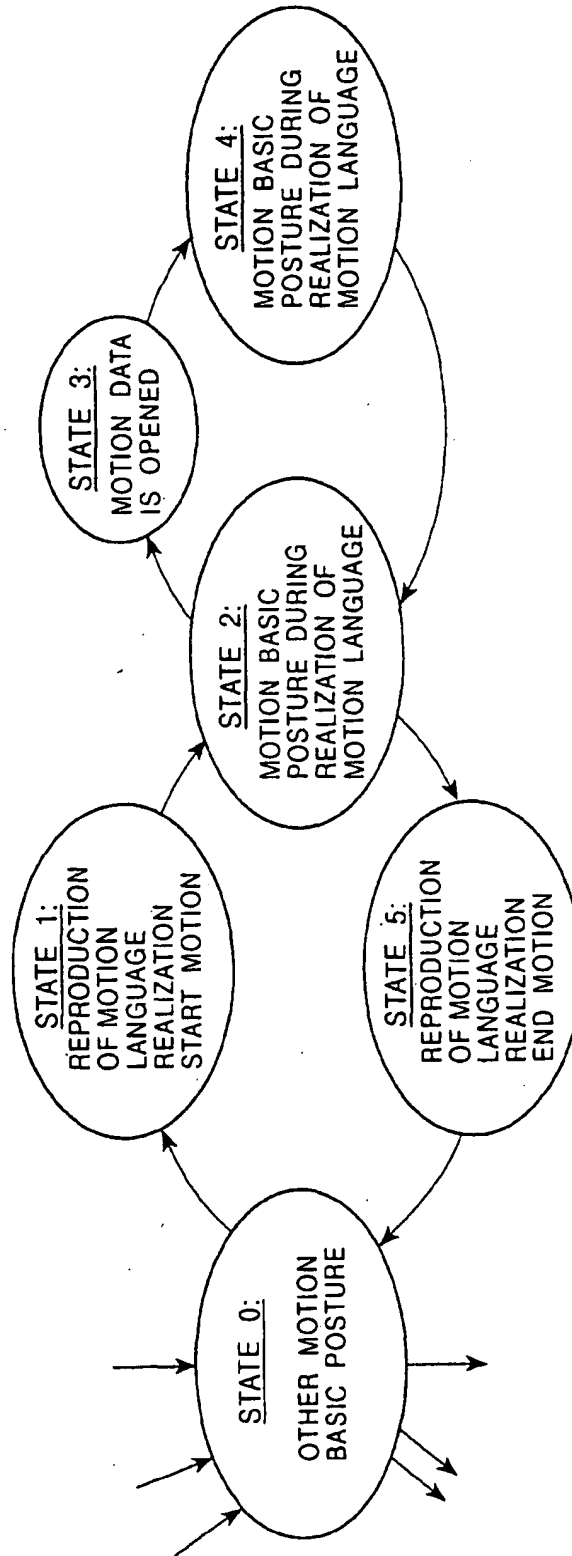 STATE 0:
OTHER MOTION
BASIC POSTURE
STATE 1:
REPRODUCTION
OF MOTION
LANGUAGE
REALIZATION
START MOTION
STATE 2:
MOTION BASIC
POSTURE DURING
REALIZATION OF
MOTION LANGUAGE
STATE 3:
MOTION DATA
IS OPENED
STATE 4:
MOTION BASIC
POSTURE DURING
REALIZATION OF
MOTION LANGUAGE
STATE 5:
REPRODUCTION
OF MOTION
LANGUAGE
REALIZATION
END MOTION